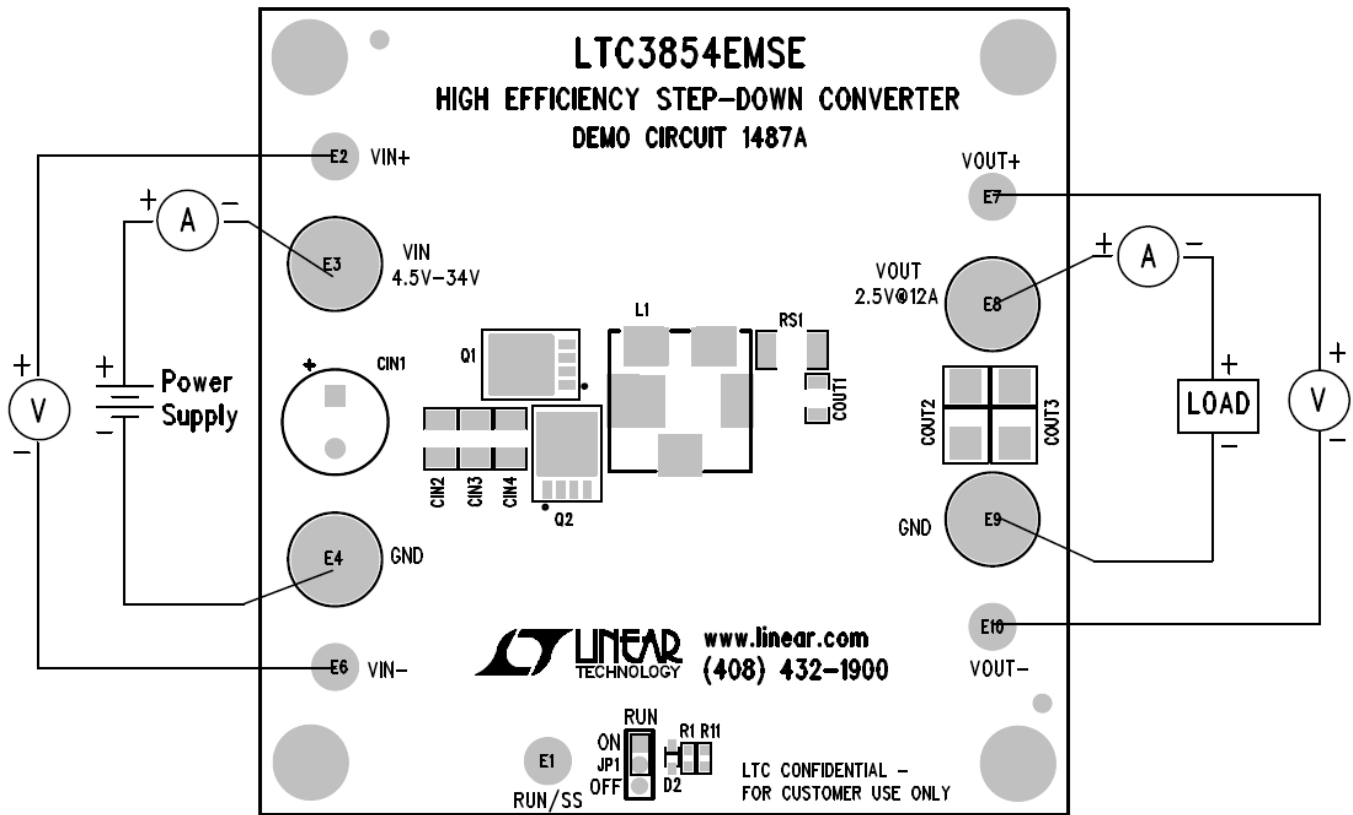 LTC3854EMSE
HIGH EFFICIENCY STEP-DOWN CONVERTER
DEMO CIRCUIT 1487A
E2 VIN+
VOUT+
E7
+ A -
E3
VIN
4.5V-34V
+ A -
VOUT
2.5V@12A
E8
L1
RS1
Q1
+ CIN1
COUT1
+
V
-
+
Power
Supply
-
COUT2
COUT3
+
LOAD
-
+
V
-
CIN2
CIN3
CIN4
Q2
GND
E9
E4
GND
E10
VOUT-
E6 VIN-
LINEAR
TECHNOLOGY
www.linear.com
(408) 432-1900
RUN
ON
JP1
OFF
E1
RUN/SS
R1 R11
D2
LTC CONFIDENTIAL -
FOR CUSTOMER USE ONLY